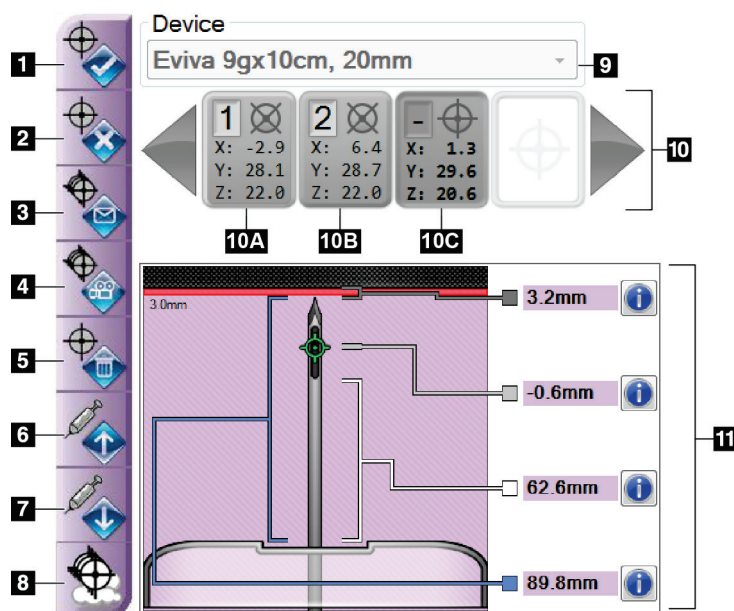 Device
1
Eviva 9gx10cm, 20mm
9
1
2
-
X: -2.9
X: 6.4
X: 1.3
2
Y: 28.1
Y: 28.7
Y: 29.6
10
Z: 22.0
Z: 22.0
Z: 20.6
3
10A
10B
10C
4
3.0mm
3.2mm
5
-0.6mm
6
11
7
62.6mm
8
89.8mm